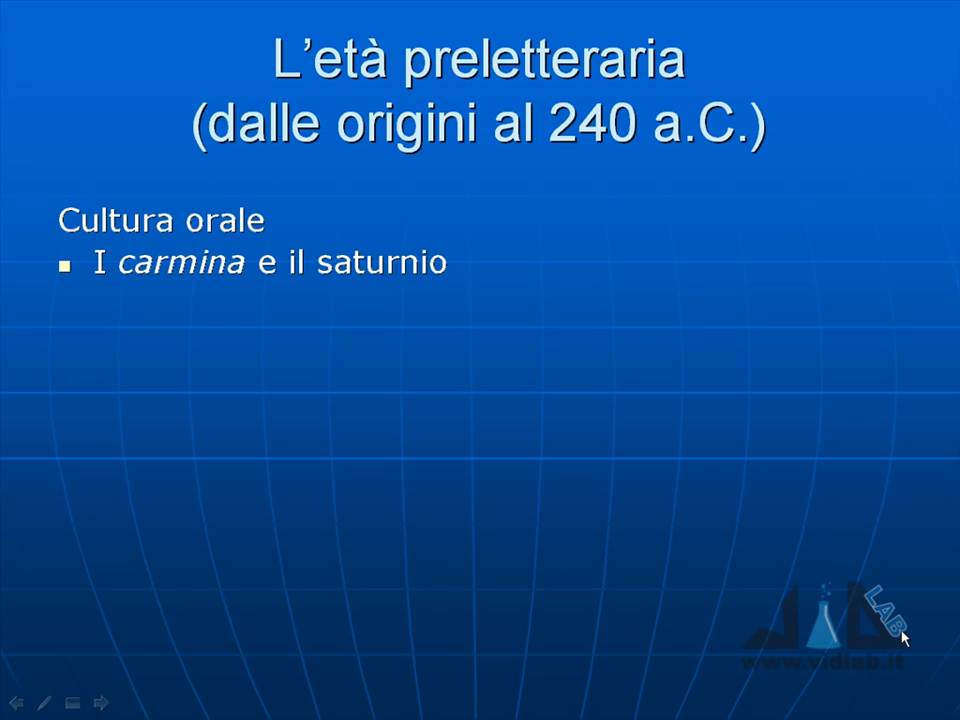 L'età preletteraria
(dalle origini al 240 a.C.)
Cultura orale
I carmina e il saturnio
LAB
www.vidlab.it